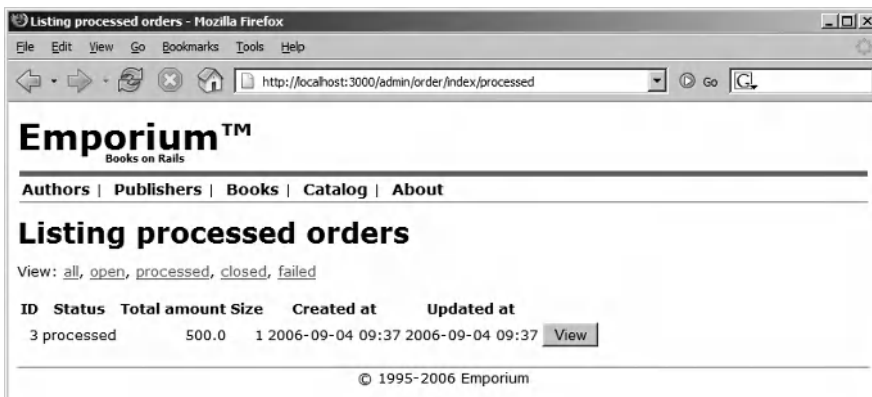 Listing processed orders - Mozilla Firefox
File Edit View Go Bookmarks Tools Help
http://localhost:3000/admin/order/index/processed Go G
Emporium™
Books on Rails
Authors | Publishers | Books | Catalog | About
Listing processed orders
View: all, open, processed, closed, failed
ID Status Total amount Size Created at Updated at
3 processed 500.0 1 2006-09-04 09:37 2006-09-04 09:37 View
© 1995-2006 Emporium